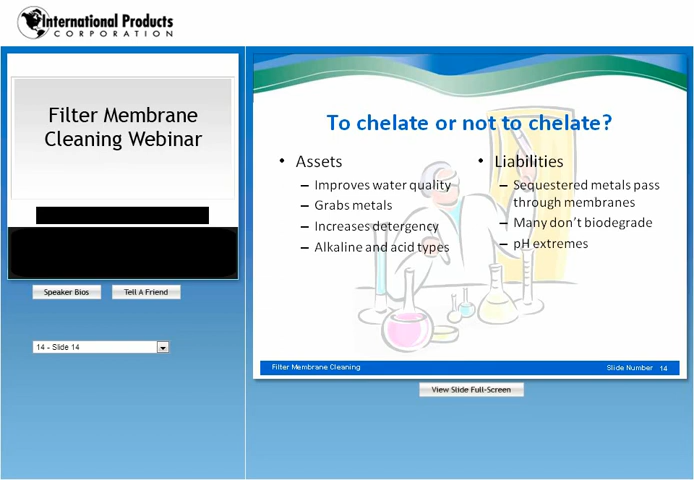 International Products
CORPORATION
Filter Membrane
Cleaning Webinar
Speaker Bios
Tell A Friend
14 - Slide 14
To chelate or not to chelate?
• Assets
– Improves water quality
– Grabs metals
– Increases detergency
– Alkaline and acid types
• Liabilities
– Sequestered metals pass
through membranes
– Many don't biodegrade
– pH extremes
Filter Membrane Cleaning
Slide Number 14
View Slide Full-Screen